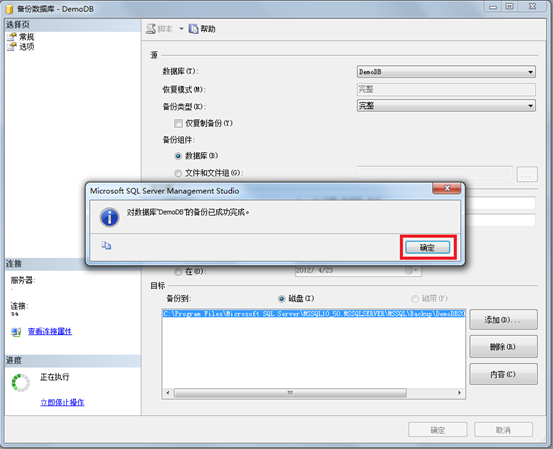 备份数据库 - DemoDB
选择页
常规
选项
脚本
帮助
源
数据库(T):
DemoDB
恢复模式(M):
完整
备份类型(K):
完整
仅复制备份(Y)
备份组件:
数据库(B)
文件和文件组(G):
...
Microsoft SQL Server Management Studio
对数据库"DemoDB"的备份已成功完成。
确定
在(O):
2012/ 4/23
目标
备份到:
磁盘(I)
磁带(P)
C:\Program Files\Microsoft SQL Server\MSSQL10_50.MSSQLSERVER\MSSQL\Backup\DemoDB20
添加(D)...
删除(R)
内容(C)
连接
服务器:
.
连接:
sa
查看连接属性
进度
正在执行
立即停止操作
确定
取消